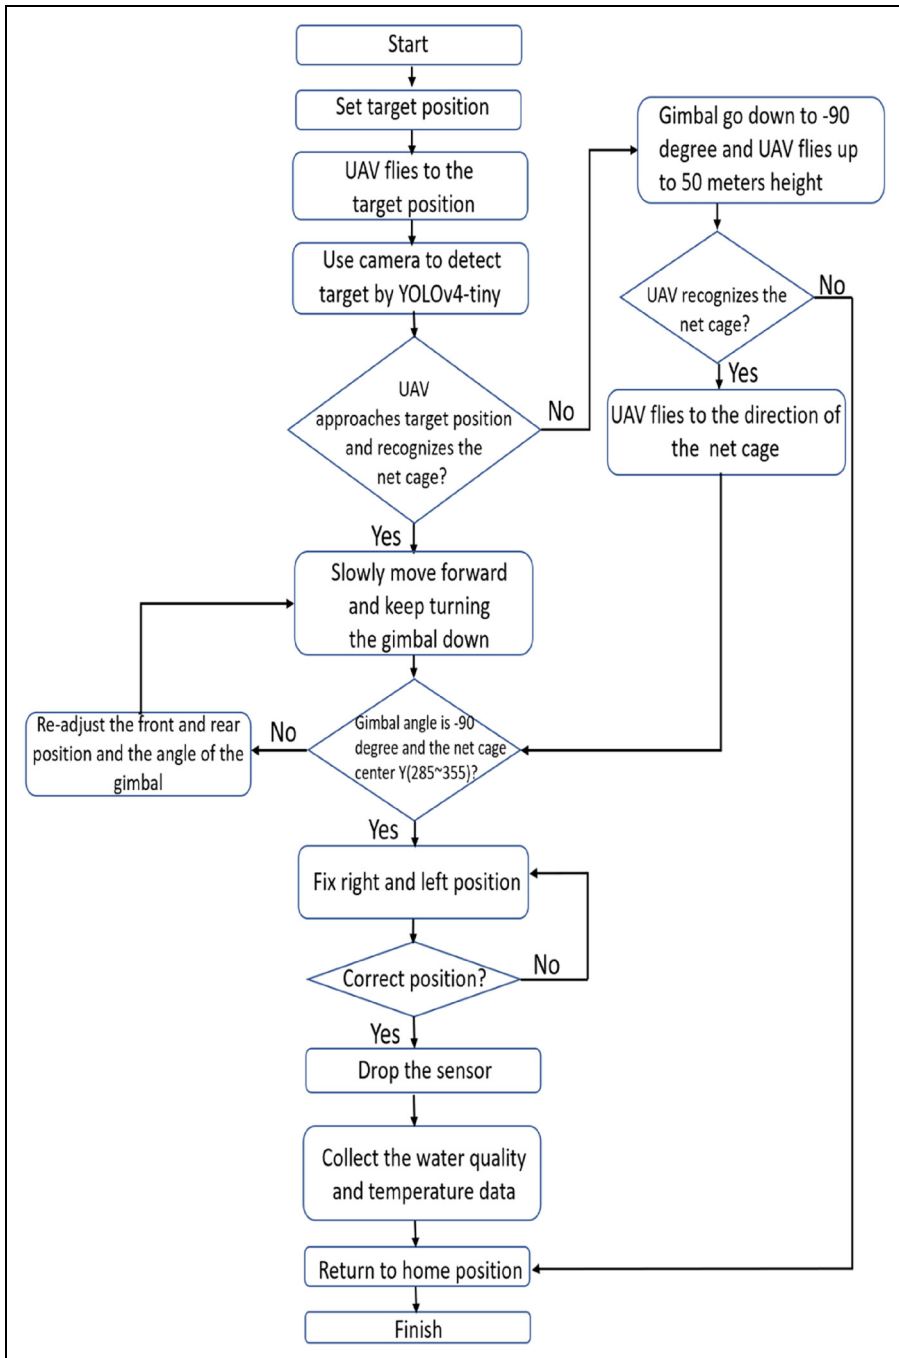 Start
Set target position
UAV flies to the
target position
Use camera to detect
target by YOLOv4-tiny
UAV
approaches target position
and recognizes the
net cage?
No
Gimbal go down to -90
degree and UAV flies up
to 50 meters height
UAV recognizes the
net cage?
No
Yes
UAV flies to the direction of
the net cage
Yes
Slowly move forward
and keep turning
the gimbal down
Gimbal angle is -90
degree and the net cage
center Y(285~355)?
No
Re-adjust the front and rear
position and the angle of the
gimbal
Yes
Fix right and left position
Correct position?
No
Yes
Drop the sensor
Collect the water quality
and temperature data
Return to home position
Finish